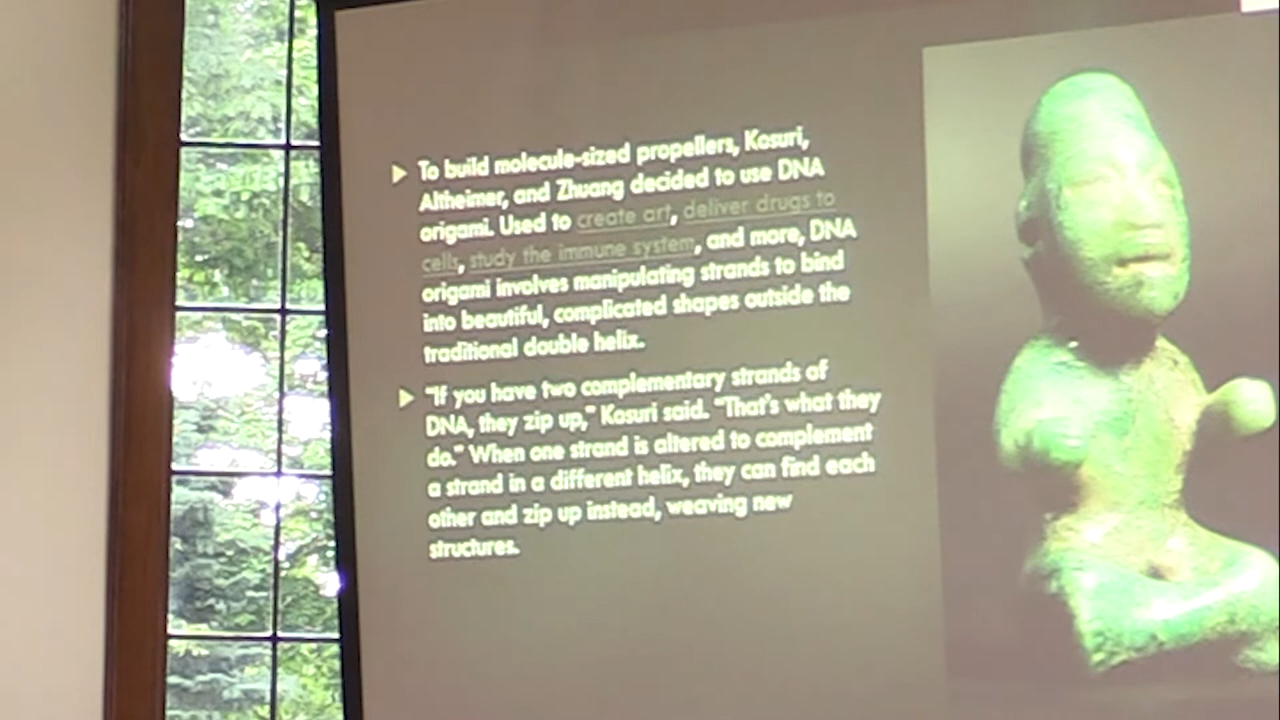 To build molecule-sized propellers, Kosuri,
Altheimer, and Zhuang decided to use DNA
origami. Used to create art, deliver drugs to
cells, study the immune system, and more, DNA
origami involves manipulating strands to bind
into beautiful, complicated shapes outside the
traditional double helix.
"If you have two complementary strands of
DNA, they zip up," Kosuri said. "That's what they
do." When one strand is altered to complement
a strand in a different helix, they can find each
other and zip up instead, weaving new
structures.